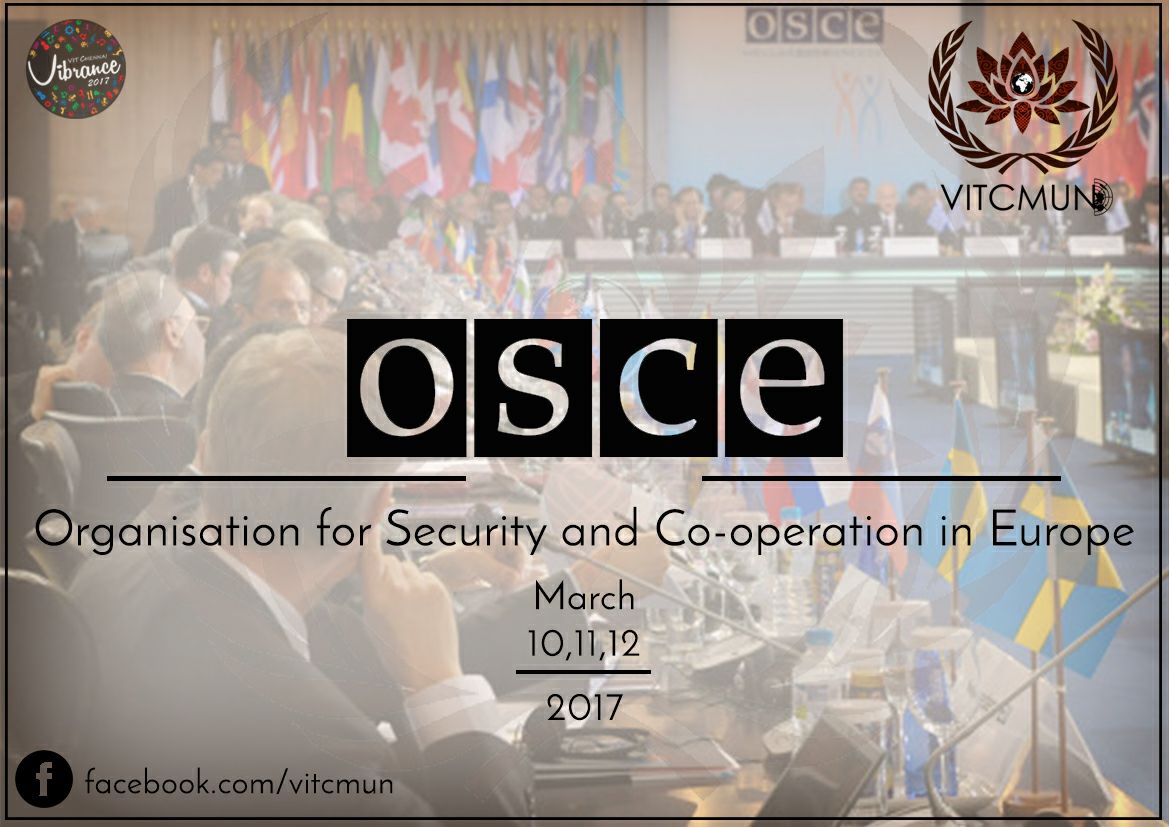 VIT Chennai
Vibrance
2017
osce
VITCMUN
osce
Organisation for Security and Co-operation in Europe
March
10,11,12
2017
facebook.com/vitcmun